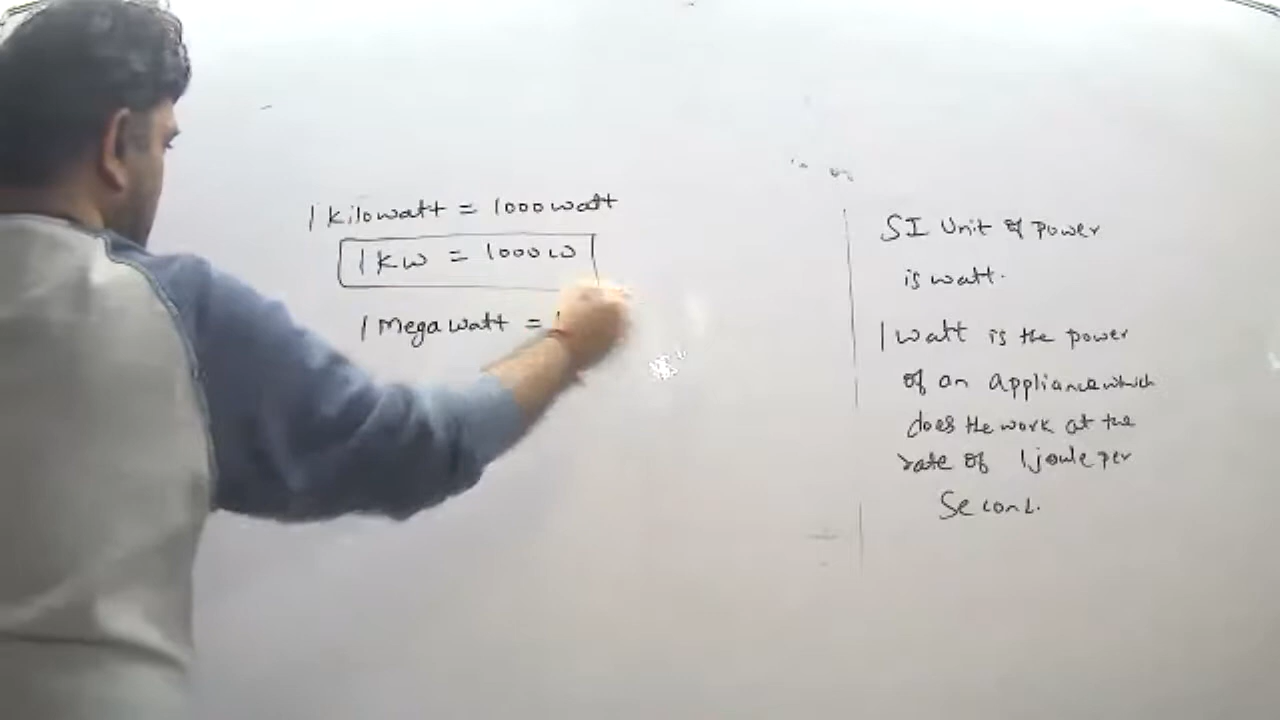 1 Kilowatt = 1000 watt
1 KW = 1000 W
1 Mega watt =
SI Unit of Power
is watt.
1 watt is the power
of an appliance which
does the work at the
rate of 1 joule per
Second.